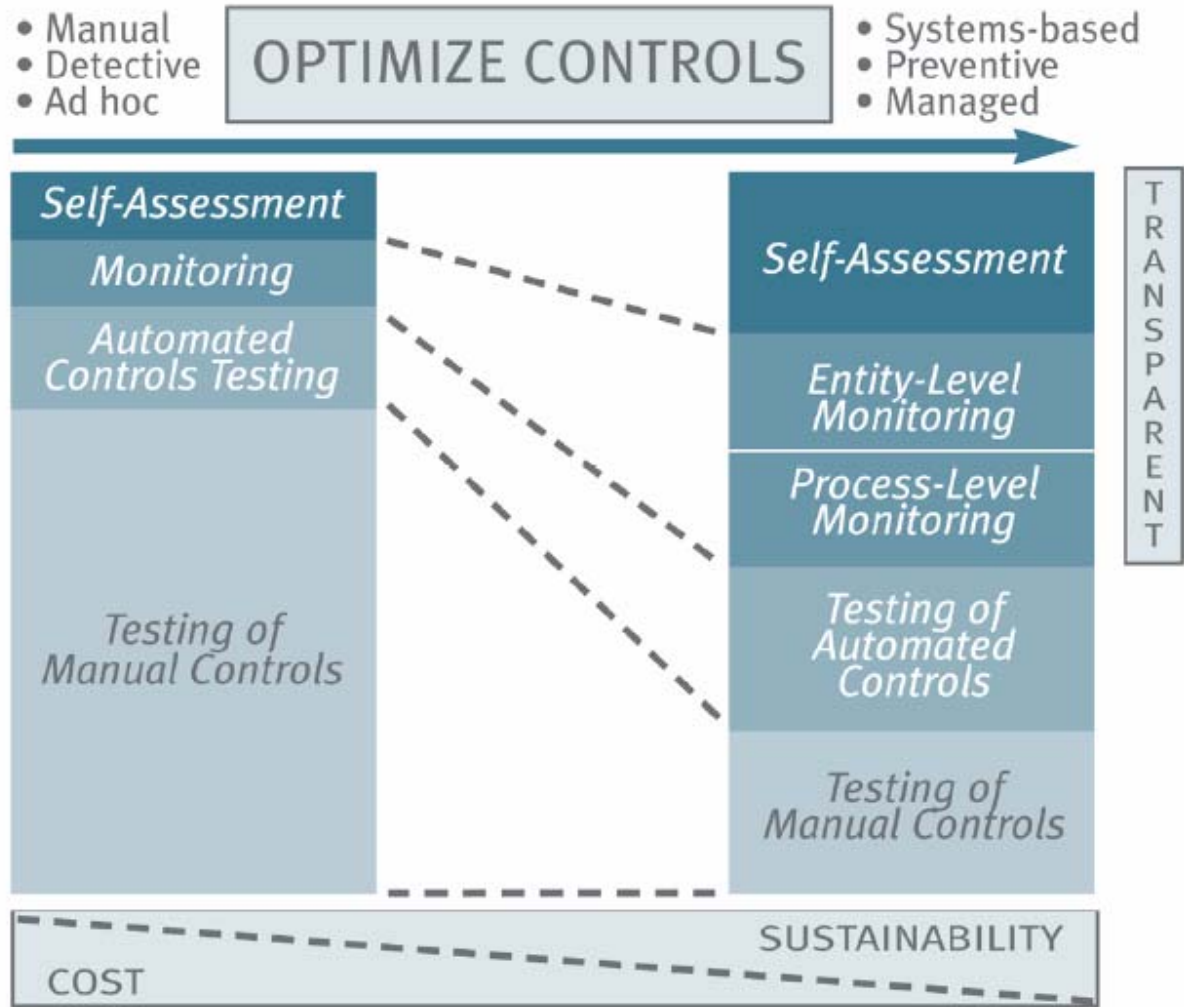 • Manual
• Detective
• Ad hoc
OPTIMIZE CONTROLS
• Systems-based
• Preventive
• Managed
Self-Assessment
Monitoring
Automated
Controls Testing
Testing of
Manual Controls
Self-Assessment
Entity-Level
Monitoring
Process-Level
Monitoring
Testing of
Automated
Controls
Testing of
Manual Controls
TRANSPARENT
SUSTAINABILITY
COST